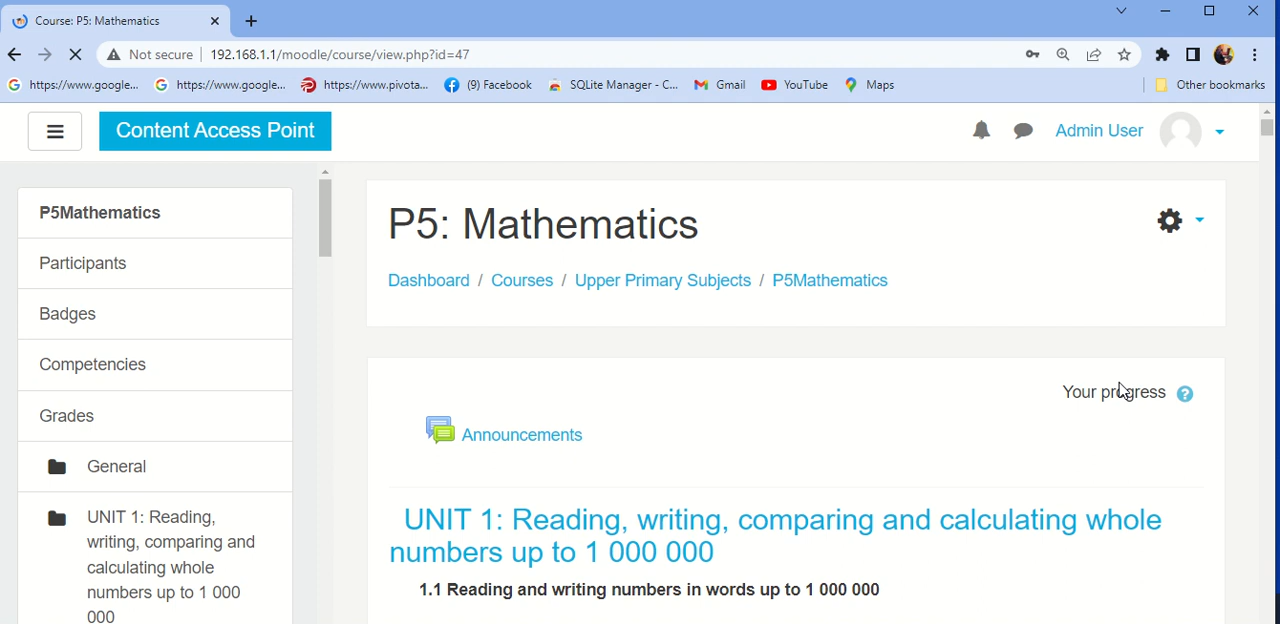 Course: P5: Mathematics
Not secure 192.168.1.1/moodle/course/view.php?id=47
https://www.google... https://www.google... https://www.pivota... (9) Facebook SQLite Manager - C... Gmail YouTube Maps Other bookmarks
Content Access Point Admin User
P5Mathematics
Participants
Badges
Competencies
Grades
General
UNIT 1: Reading,
writing, comparing and
calculating whole
numbers up to 1 000
000
P5: Mathematics
Dashboard / Courses / Upper Primary Subjects / P5Mathematics
Your progress
Announcements
UNIT 1: Reading, writing, comparing and calculating whole
numbers up to 1 000 000
1.1 Reading and writing numbers in words up to 1 000 000